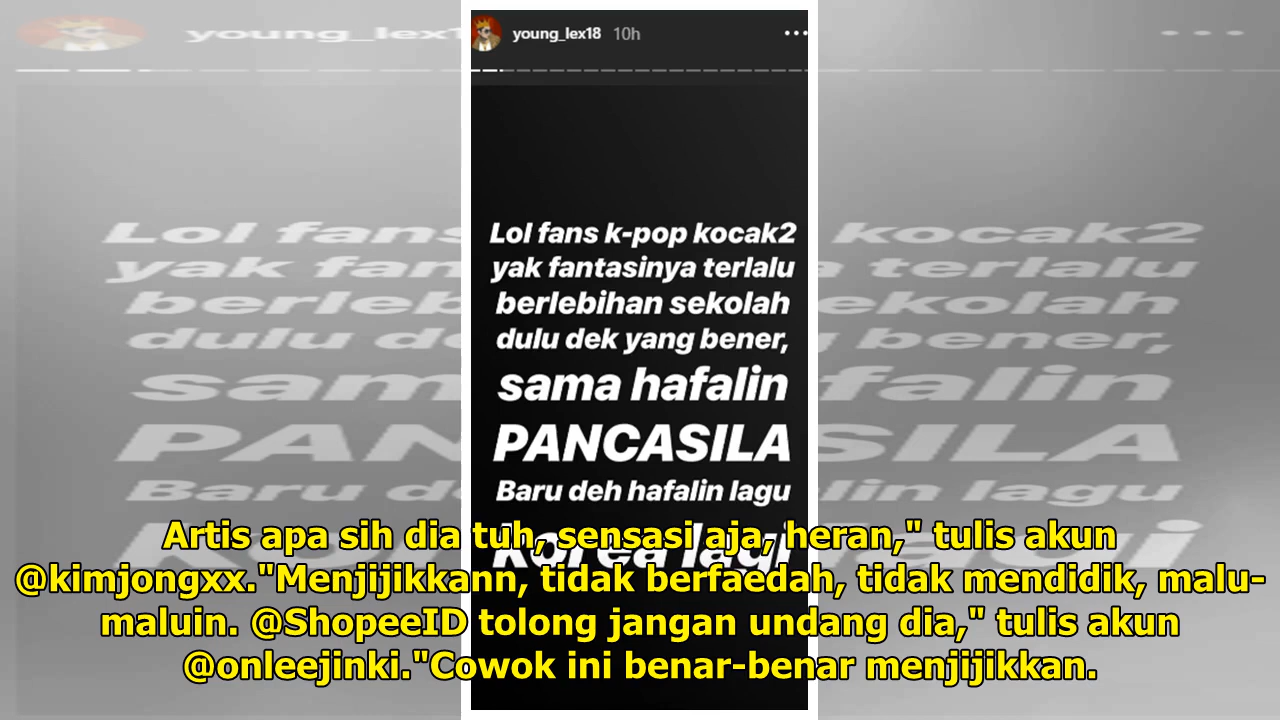 young_lex18 10h
Lol fans k-pop kocak2
yak fantasinya terlalu
berlebihan sekolah
dulu dek yang bener,
sama hafalin
PANCASILA
Baru deh hafalin lagu
Korea lagi
Artis apa sih dia tuh, sensasi aja, heran," tulis akun
@kimjongxx."Menjijikkann, tidak berfaedah, tidak mendidik, malu-
maluin. @ShopeeID tolong jangan undang dia," tulis akun
@onleejinki."Cowok ini benar-benar menjijikkan.